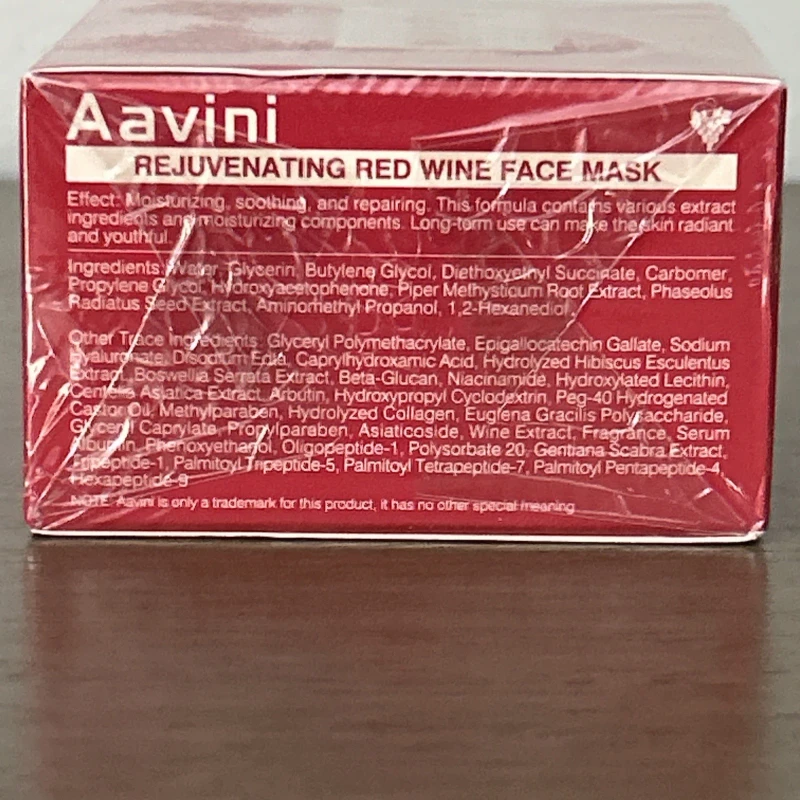 Aavini
REJUVENATING RED WINE FACE MASK
Effect: Moisturizing, soothing, and repairing. This formula contains various extract
ingredients and moisturizing components. Long-term use can make the skin radiant
and youthful.
Ingredients: Water, Glycerin, Butylene Glycol, Diethoxyethyl Succinate, Carbomer,
Propylene Glycol, Hydroxyacetophenone, Piper Methysticum Root Extract, Phaseolus
Radiatus Seed Extract, Aminomethyl Propanol, 1,2-Hexanediol.
Other Trace Ingredients: Glyceryl Polymethacrylate, Epigallocatechin Gallate, Sodium
Hyaluronate, Disodium Edta, Caprylhydroxamic Acid, Hydrolyzed Hibiscus Esculentus
Extract, Boswellia Serrata Extract, Beta-Glucan, Niacinamide, Hydroxylated Lecithin,
Centella Asiatica Extract, Arbutin, Hydroxypropyl Cyclodextrin, Peg-40 Hydrogenated
Castor Oil, Methylparaben, Hydrolyzed Collagen, Euglena Gracilis Polysaccharide,
Glyceryl Caprylate, Propylparaben, Asiaticoside, Wine Extract, Fragrance, Serum
Albumin, Phenoxyethanol, Oligopeptide-1, Polysorbate 20, Gentiana Scabra Extract,
Tripeptide-1, Palmitoyl Tripeptide-5, Palmitoyl Tetrapeptide-7, Palmitoyl Pentapeptide-4,
Hexapeptide-9
NOTE: Aavini is only a trademark for this product, it has no other special meaning